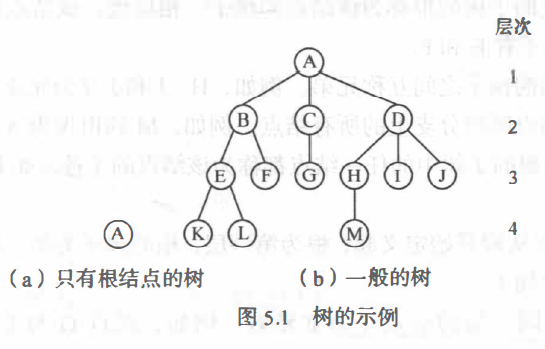 层次
A 1
B C D 2
E F G H I J 3
A K L M 4
(a)只有根结点的树 (b)一般的树
图5.1 树的示例